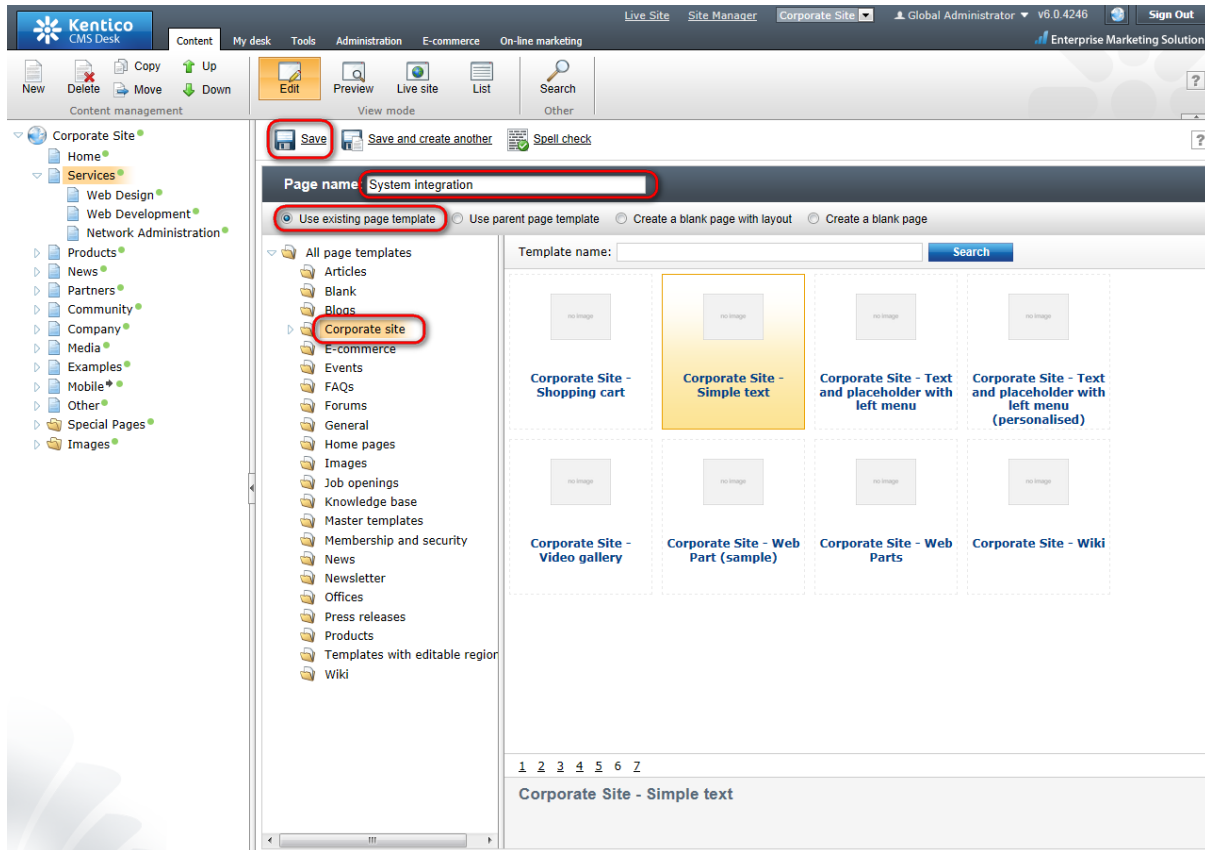 Kentico
CMS Desk
Live Site Site Manager Corporate Site Global Administrator v6.0.4246 Sign Out
Content My desk Tools Administration E-commerce On-line marketing
Enterprise Marketing Solution
New Delete Copy Move Up Down
Content management
Edit Preview Live site List
View mode
Search
Other
?
Corporate Site
Home
Services
Web Design
Web Development
Network Administration
Products
News
Partners
Community
Company
Media
Examples
Mobile
Other
Special Pages
Images
Save Save and create another Spell check
?
Page name: System integration
Use existing page template Use parent page template Create a blank page with layout Create a blank page
All page templates
Articles
Blank
Blogs
Corporate site
E-commerce
Events
FAQs
Forums
General
Home pages
Images
Job openings
Knowledge base
Master templates
Membership and security
News
Newsletter
Offices
Press releases
Products
Templates with editable region
Wiki
Template name: Search
no image no image no image no image
Corporate Site - Shopping cart
Corporate Site - Simple text
Corporate Site - Text and placeholder with left menu
Corporate Site - Text and placeholder with left menu (personalised)
no image no image no image no image
Corporate Site - Video gallery
Corporate Site - Web Part (sample)
Corporate Site - Web Parts
Corporate Site - Wiki
1 2 3 4 5 6 7
Corporate Site - Simple text